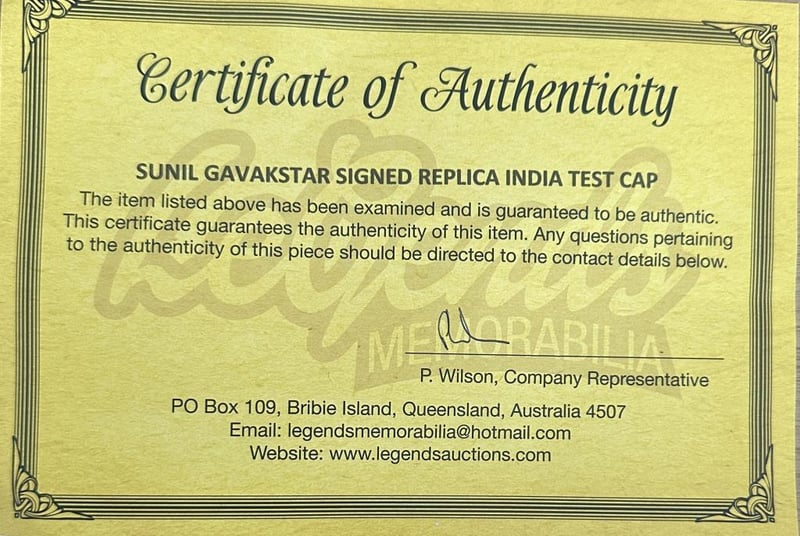 Certificate of Authenticity
SUNIL GAVAKSTAR SIGNED REPLICA INDIA TEST CAP
The item listed above has been examined and is guaranteed to be authentic.
This certificate guarantees the authenticity of this item. Any questions pertaining
to the authenticity of this piece should be directed to the contact details below.
Legends
MEMORABILIA
P. Wilson, Company Representative
PO Box 109, Bribie Island, Queensland, Australia 4507
Email: legendsmemorabilia@hotmail.com
Website: www.legendsauctions.com